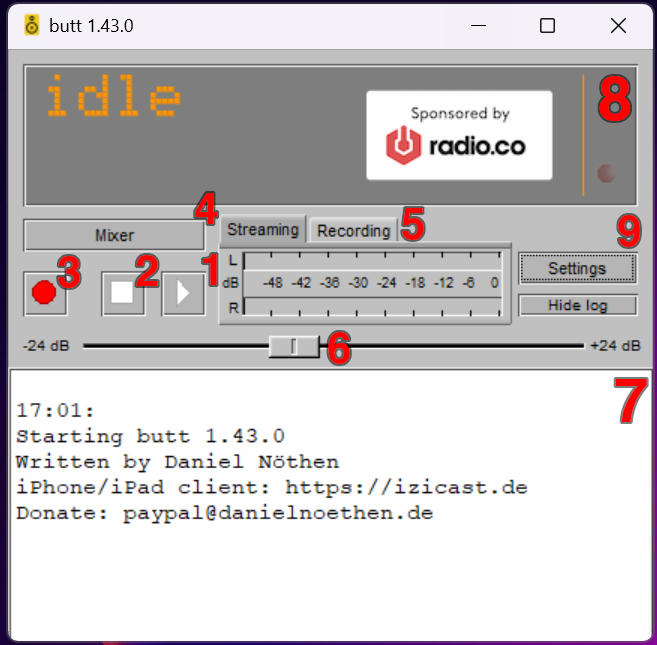 butt 1.43.0
idle
Sponsored by
radio.co
8
4
Mixer
Streaming
Recording
5
9
3
2
1
L
dB
-48 -42 -36 -30 -24 -18 -12 -6 0
R
Settings
Hide log
-24 dB
6
+24 dB
7
17:01:
Starting butt 1.43.0
Written by Daniel Nöthen
iPhone/iPad client: https://izicast.de
Donate: paypal@danielnoethen.de